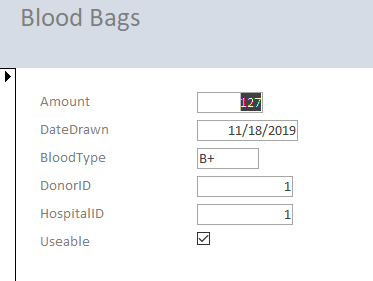 Blood Bags
Amount 127
DateDrawn 11/18/2019
BloodType B+
DonorID 1
HospitalID 1
Useable